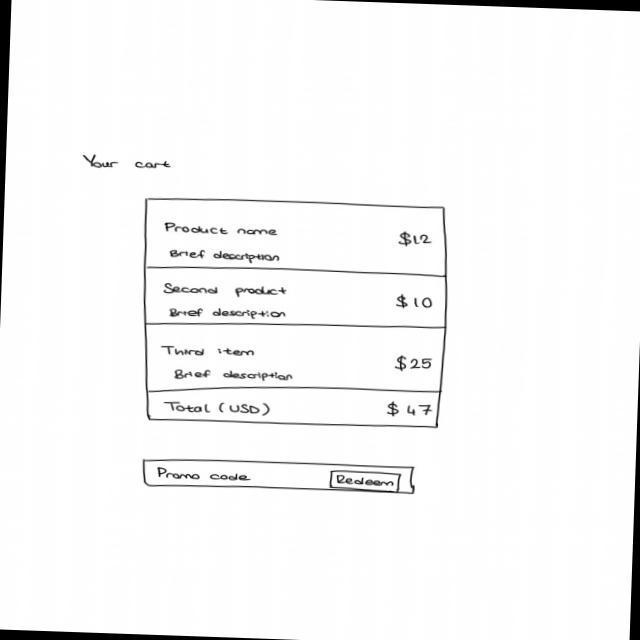 Your cart
Product name $12
Brief description
Second product $10
Brief description
Third item $25
Brief description
Total (USD) $47
Promo code Redeem